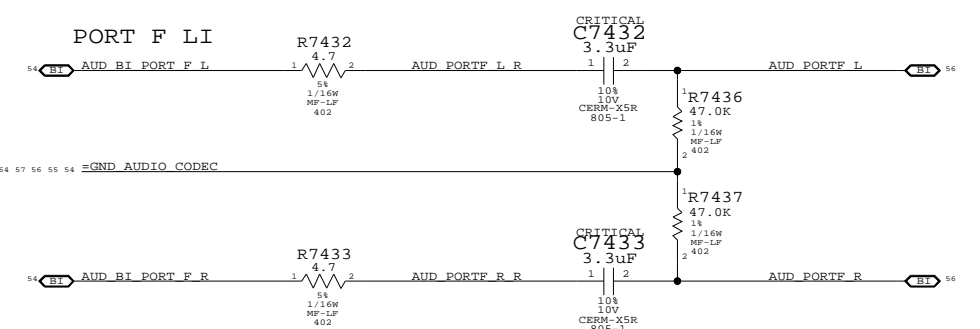 PORT F LI
CRITICAL
C7432
3.3uF
R7432
4.7
54 BI AUD_BI_PORT_F_L 1 2 AUD_PORTF_L_R 1 2 AUD_PORTF_L BI 56
5%
1/16W
MF-LF
402
10%
10V
CERM-X5R
805-1
1
R7436
47.0K
1%
1/16W
MF-LF
402
2
64 57 56 55 54 =GND_AUDIO_CODEC
1
R7437
47.0K
1%
1/16W
MF-LF
402
2
CRITICAL
C7433
3.3uF
R7433
4.7
54 BI AUD_BI_PORT_F_R 1 2 AUD_PORTF_R_R 1 2 AUD_PORTF_R BI 56
5%
1/16W
MF-LF
402
10%
10V
CERM-X5R
805-1